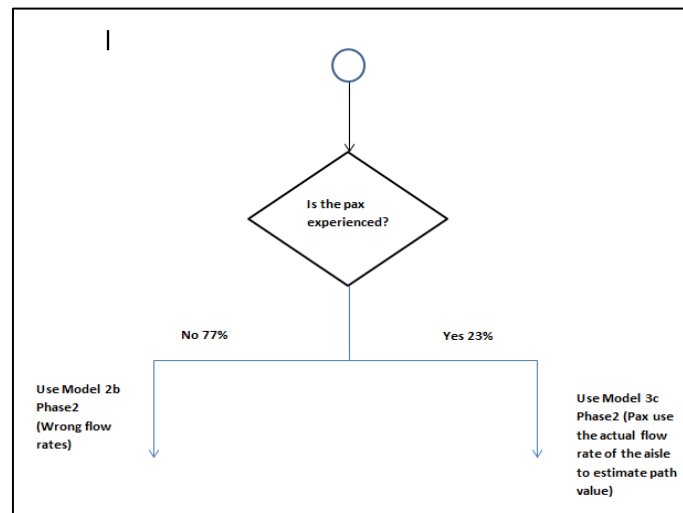 Is the pax
experienced?
No 77%
Yes 23%
Use Model 2b
Phase2
(Wrong flow
rates)
Use Model 3c
Phase2 (Pax use
the actual flow
rate of the aisle
to estimate path
value)